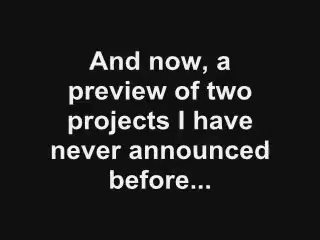 And now, a
preview of two
projects I have
never announced
before...